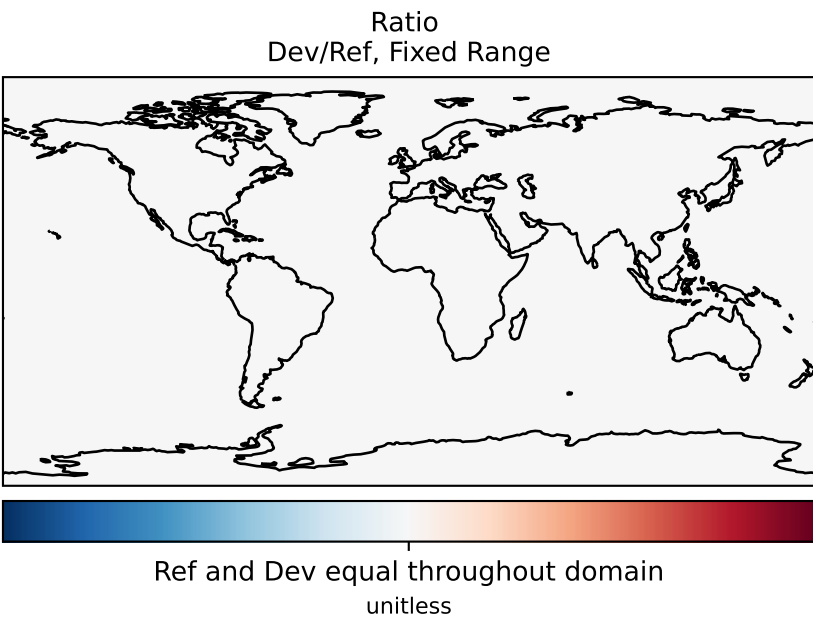 Ratio
Dev/Ref, Fixed Range
Ref and Dev equal throughout domain
unitless